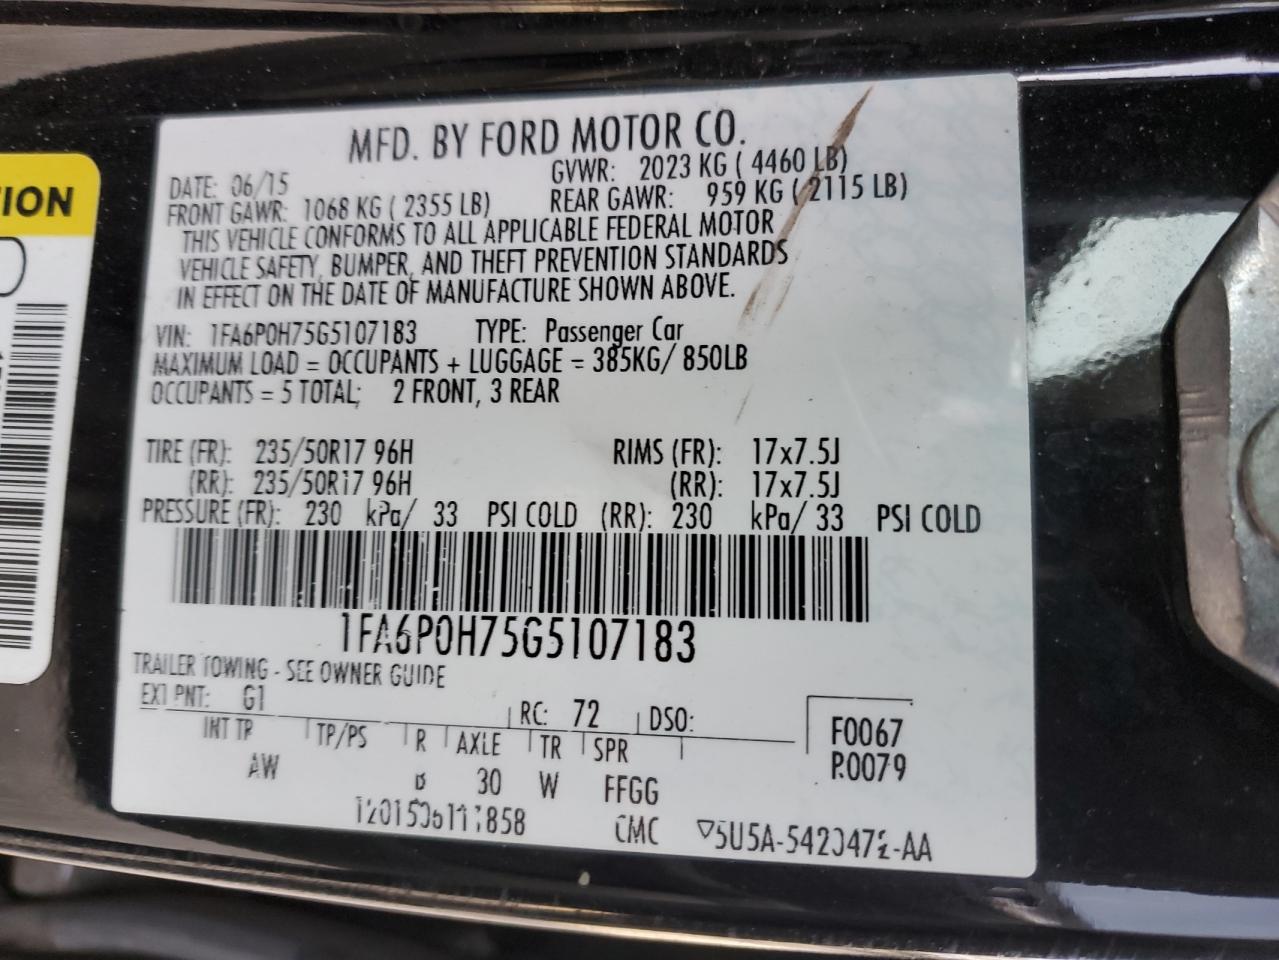 ION
MFD. BY FORD MOTOR CO.
DATE: 06/15 GVWR: 2023 KG ( 4460 LB)
FRONT GAWR: 1068 KG ( 2355 LB) REAR GAWR: 959 KG ( 2115 LB)
THIS VEHICLE CONFORMS TO ALL APPLICABLE FEDERAL MOTOR
VEHICLE SAFETY, BUMPER, AND THEFT PREVENTION STANDARDS
IN EFFECT ON THE DATE OF MANUFACTURE SHOWN ABOVE.
VIN: 1FA6P0H75G5107183 TYPE: Passenger Car
MAXIMUM LOAD = OCCUPANTS + LUGGAGE = 385KG/ 850LB
OCCUPANTS = 5 TOTAL; 2 FRONT, 3 REAR
TIRE (FR): 235/50R17 96H RIMS (FR): 17x7.5J
(RR): 235/50R17 96H (RR): 17x7.5J
PRESSURE (FR): 230 kPa/ 33 PSI COLD (RR): 230 kPa/ 33 PSI COLD
1FA6P0H75G5107183
TRAILER TOWING - SEE OWNER GUIDE
EXT PNT: G1 RC: 72 DSO:
F0067
INT TR TP/PS R AXLE TR SPR
R0079
AW 30 W FFGG
CMC